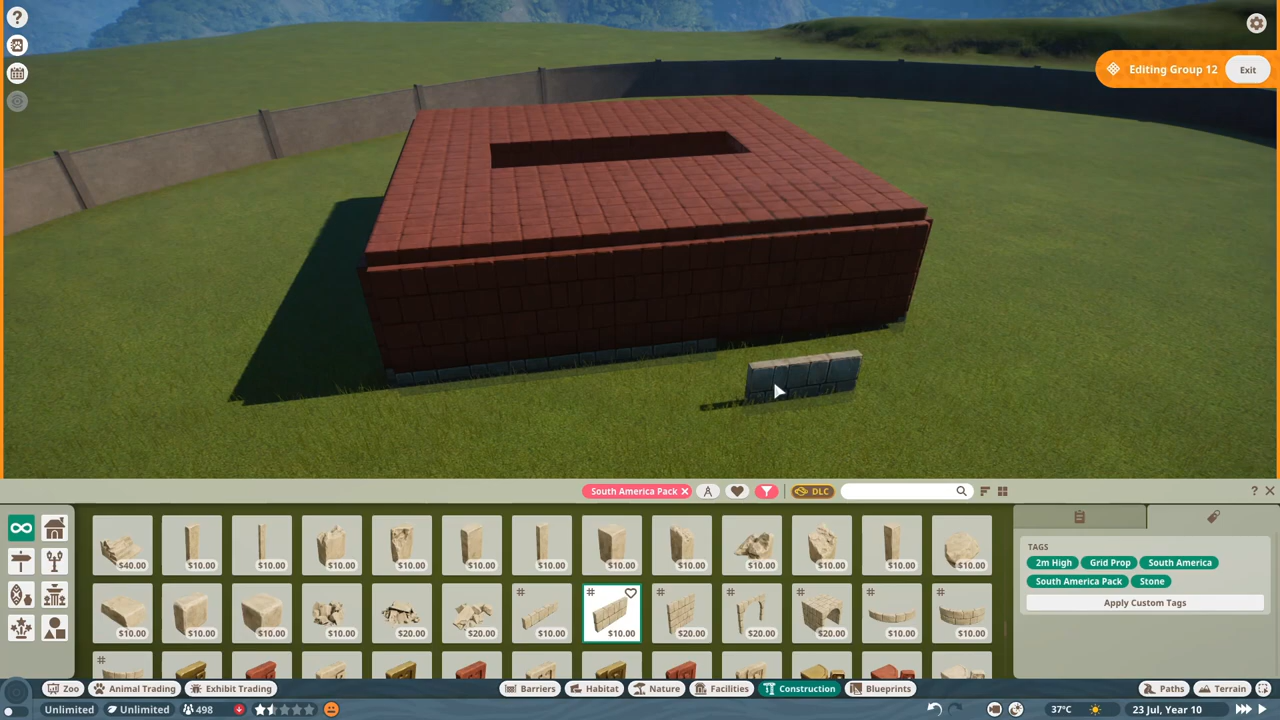 ?
Editing Group 12
Exit
South America Pack ×
DLC
? ×
$40.00 $10.00 $10.00 $10.00 $10.00 $10.00 $10.00 $10.00 $10.00 $10.00 $10.00 $10.00 $10.00
$10.00 $10.00 $10.00 $10.00 $20.00 $20.00 # $10.00 # $10.00 # $20.00 # $20.00 # $20.00 # $10.00 # $10.00
#
TAGS
2m High Grid Prop South America
South America Pack Stone
Apply Custom Tags
Zoo Animal Trading Exhibit Trading Barriers Habitat Nature Facilities Construction Blueprints Paths Terrain
Unlimited Unlimited 498 37°C 23 Jul, Year 10